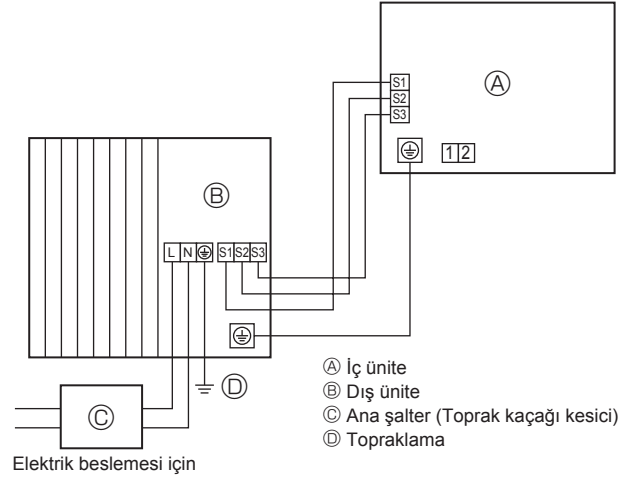 S1
S2
S3
Ⓐ
1 2
Ⓑ
L N S1 S2 S3
Ⓓ
Ⓒ
Elektrik beslemesi için
Ⓐ İç ünite
Ⓑ Dış ünite
Ⓒ Ana şalter (Toprak kaçağı kesici)
Ⓓ Topraklama